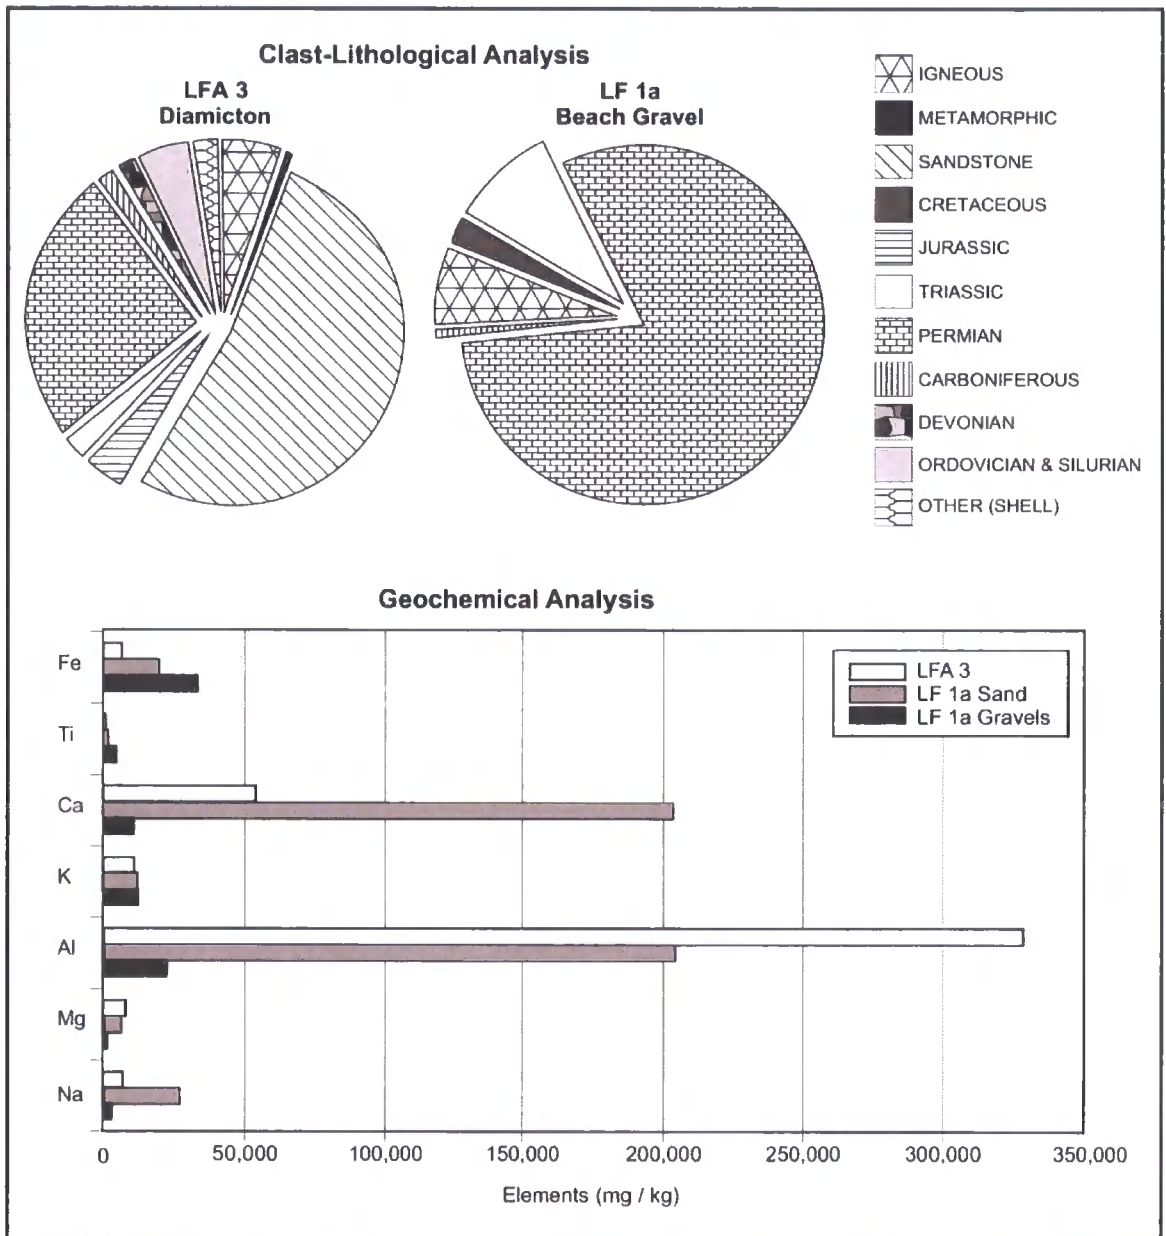 Clast-Lithological Analysis
LFA 3
Diamicton
LF 1a
Beach Gravel
IGNEOUS
METAMORPHIC
SANDSTONE
CRETACEOUS
JURASSIC
TRIASSIC
PERMIAN
CARBONIFEROUS
DEVONIAN
ORDOVICIAN & SILURIAN
OTHER (SHELL)
Geochemical Analysis
Fe
Ti
Ca
K
Al
Mg
Na
LFA 3
LF 1a Sand
LF 1a Gravels
0 50,000 100,000 150,000 200,000 250,000 300,000 350,000
Elements (mg / kg)